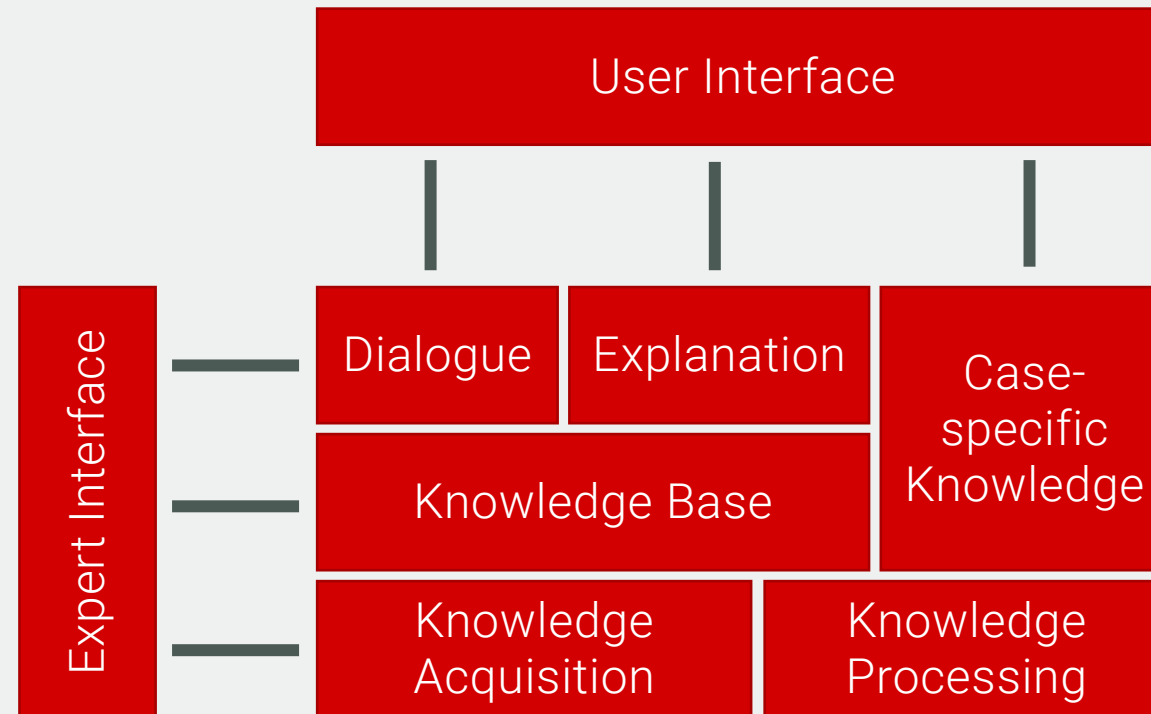 User Interface
Expert Interface
Dialogue
Explanation
Case-
specific
Knowledge
Knowledge Base
Knowledge
Acquisition
Knowledge
Processing